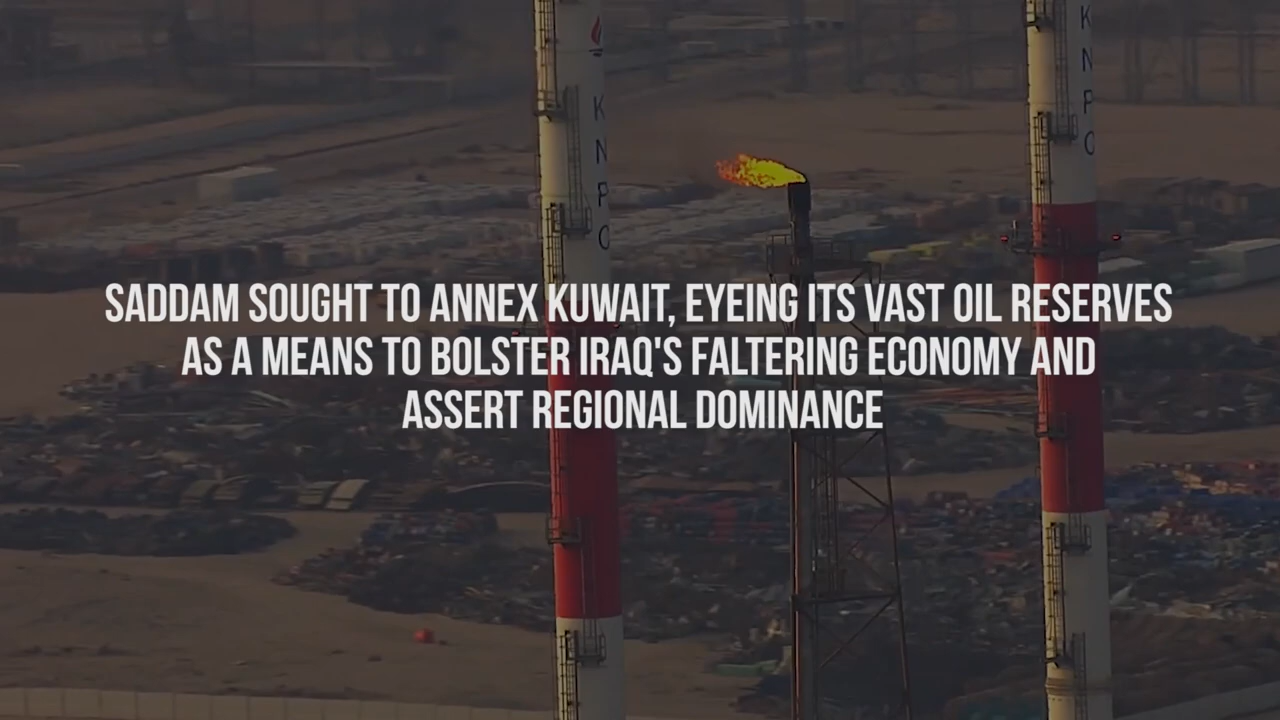 KNPC
KNPC
SADDAM SOUGHT TO ANNEX KUWAIT, EYEING ITS VAST OIL RESERVES
AS A MEANS TO BOLSTER IRAQ'S FALTERING ECONOMY AND
ASSERT REGIONAL DOMINANCE